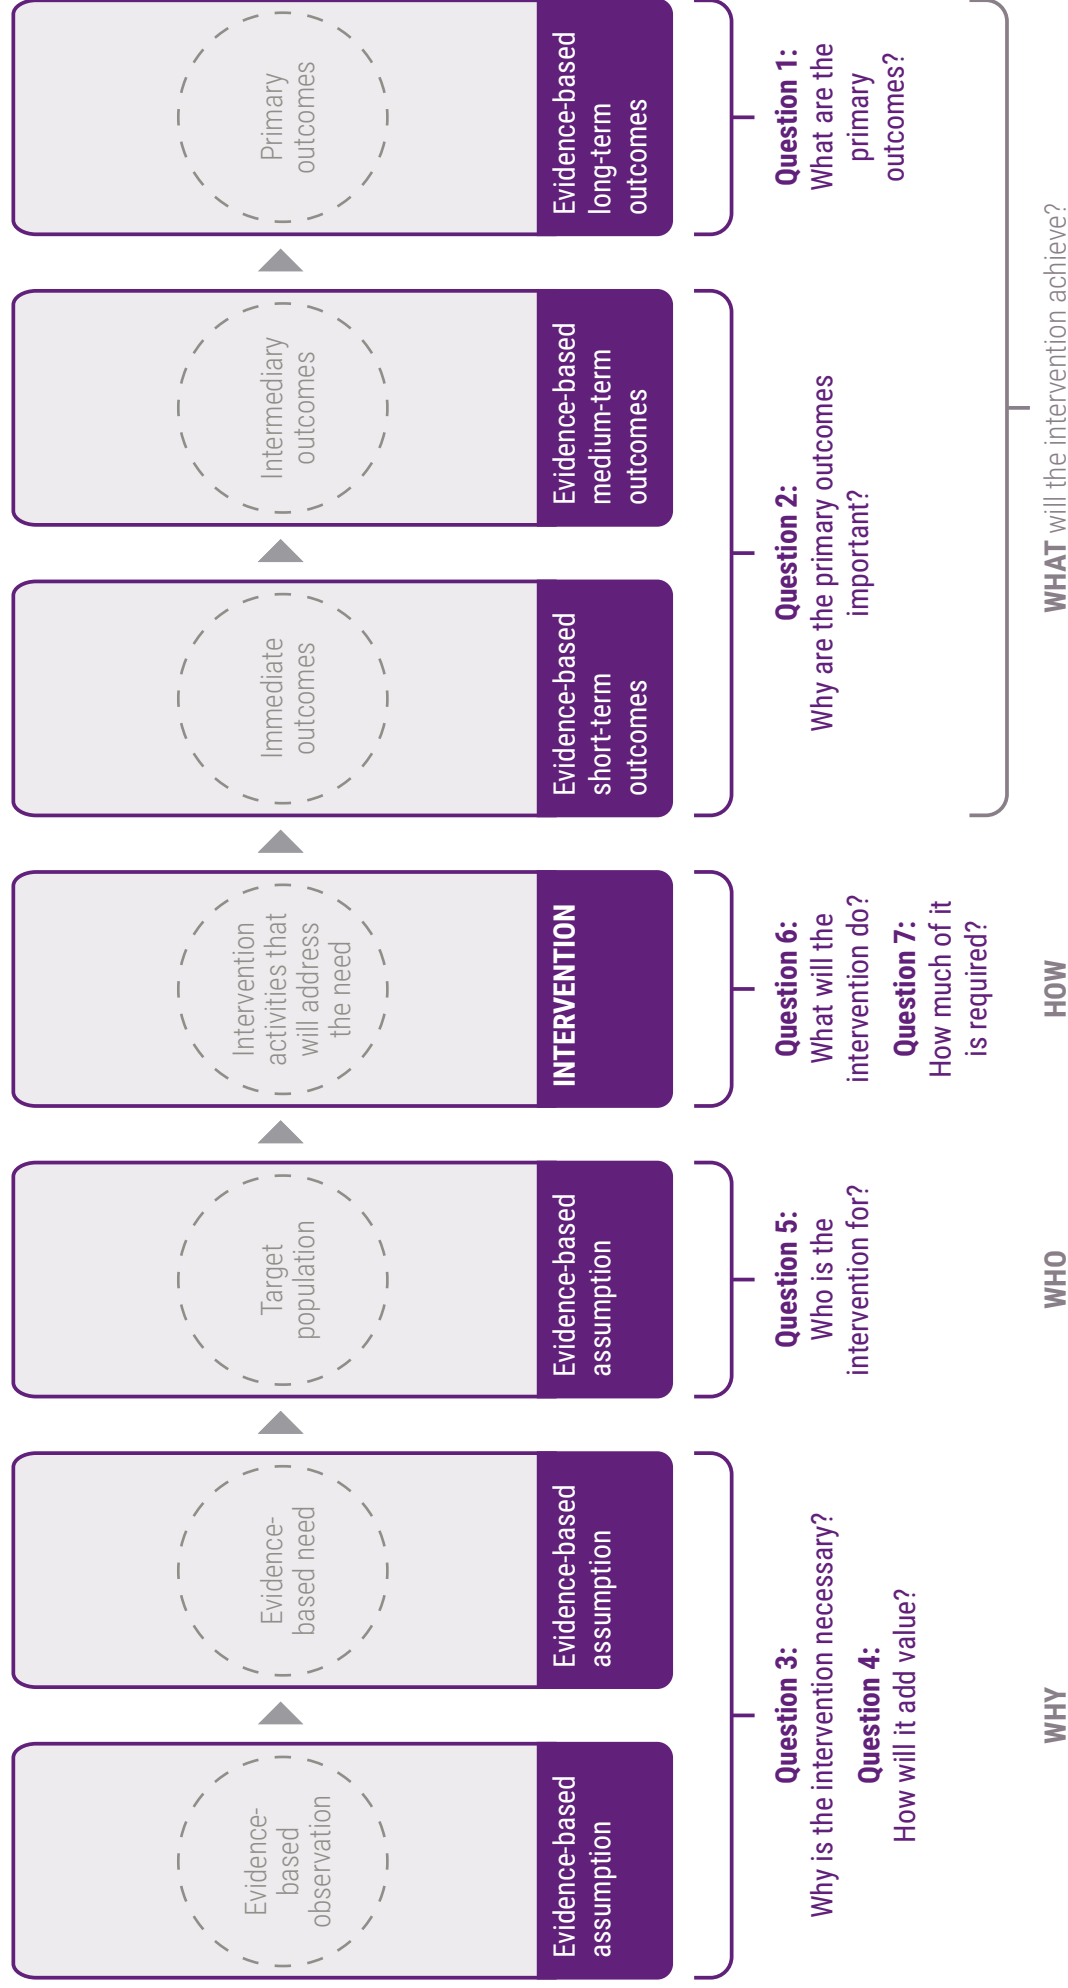 Evidence-
based
observation
Evidence-based
assumption
Evidence-
based need
Evidence-based
assumption
Target
population
Evidence-based
assumption
Intervention
activities that
will address
the need
INTERVENTION
Immediate
outcomes
Evidence-based
short-term
outcomes
Intermediary
outcomes
Evidence-based
medium-term
outcomes
Primary
outcomes
Evidence-based
long-term
outcomes
Question 3:
Why is the intervention necessary?
Question 4:
How will it add value?
Question 5:
Who is the
intervention for?
Question 6:
What will the
intervention do?
Question 7:
How much of it
is required?
Question 2:
Why are the primary outcomes
important?
Question 1:
What are the
primary
outcomes?
WHY
WHO
HOW
WHAT will the intervention achieve?